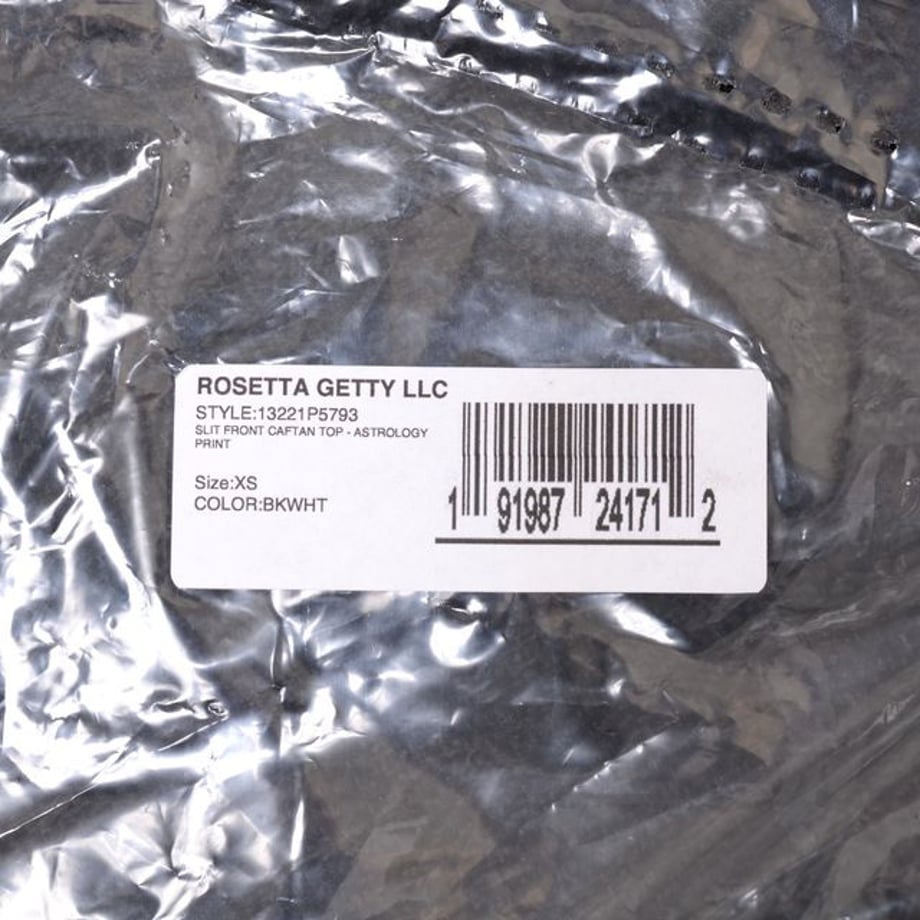 ROSETTA GETTY LLC
STYLE:13221P5793
SLIT FRONT CAFTAN TOP - ASTROLOGY
PRINT
Size:XS
COLOR:BKWHT
1 91987 24171 2